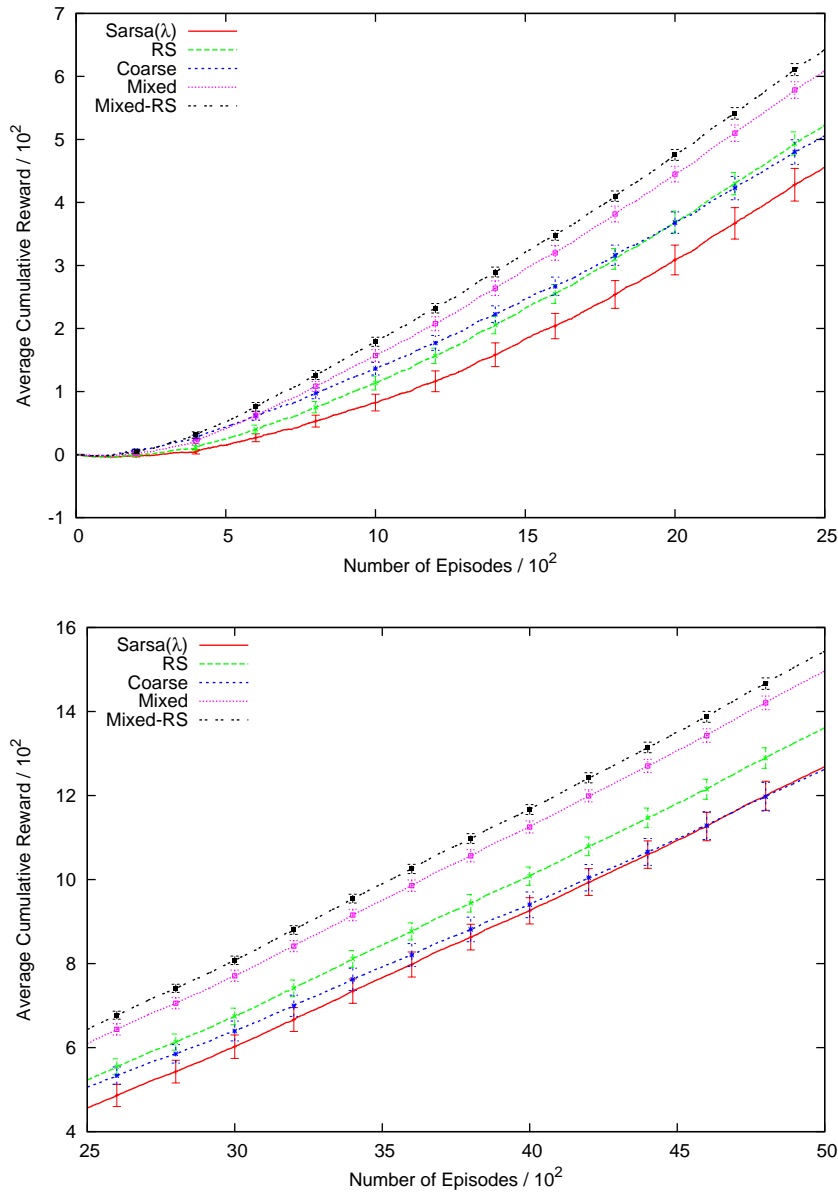 7
6
5
4
3
2
1
0
-1
Average Cumulative Reward / 10²
Sarsa(λ)
RS
Coarse
Mixed
Mixed-RS
0 5 10 15 20 25
Number of Episodes / 10²
16
14
12
10
8
6
4
Average Cumulative Reward / 10²
Sarsa(λ)
RS
Coarse
Mixed
Mixed-RS
25 30 35 40 45 50
Number of Episodes / 10²